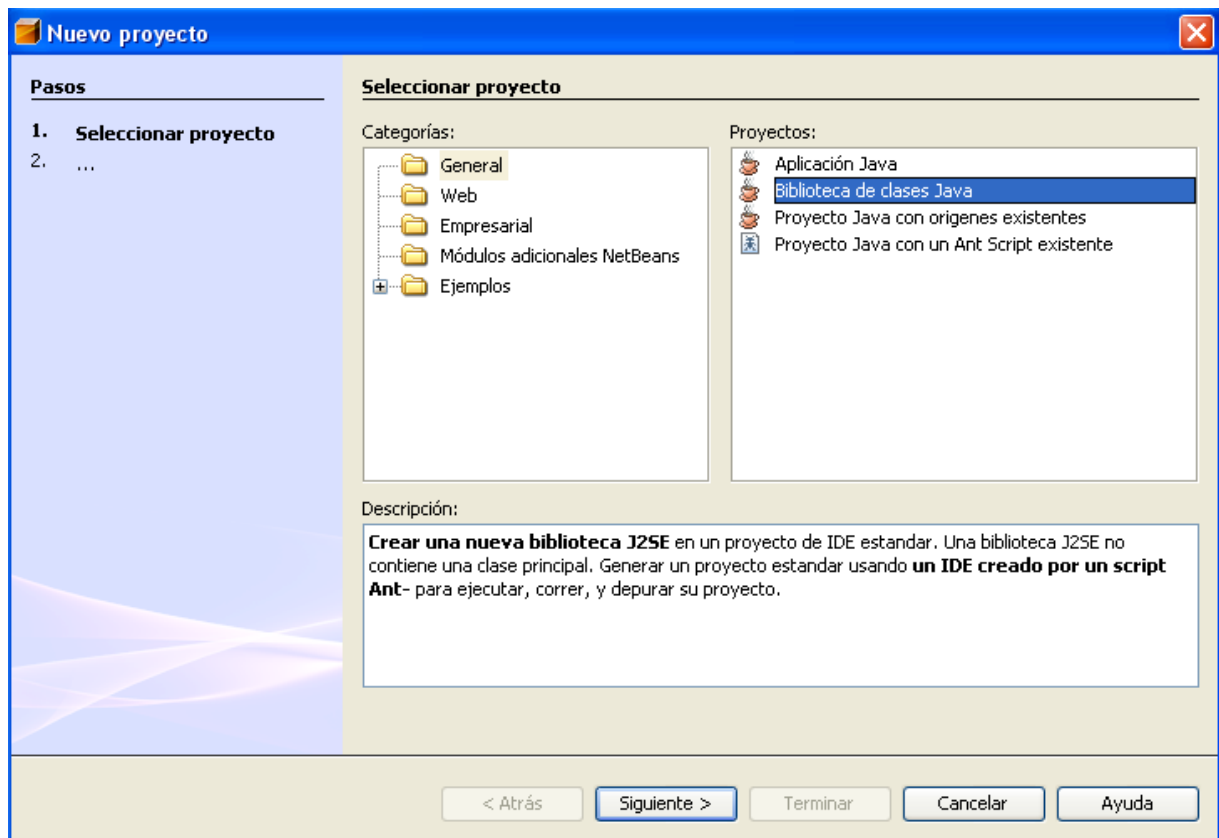 Nuevo proyecto
Pasos
1. Seleccionar proyecto
2. ...
Seleccionar proyecto
Categorías:
General
Web
Empresarial
Módulos adicionales NetBeans
Ejemplos
Proyectos:
Aplicación Java
Biblioteca de clases Java
Proyecto Java con origenes existentes
Proyecto Java con un Ant Script existente
Descripción:
Crear una nueva biblioteca J2SE en un proyecto de IDE estandar. Una biblioteca J2SE no
contiene una clase principal. Generar un proyecto estandar usando un IDE creado por un script
Ant- para ejecutar, correr, y depurar su proyecto.
< Atrás
Siguiente >
Terminar
Cancelar
Ayuda